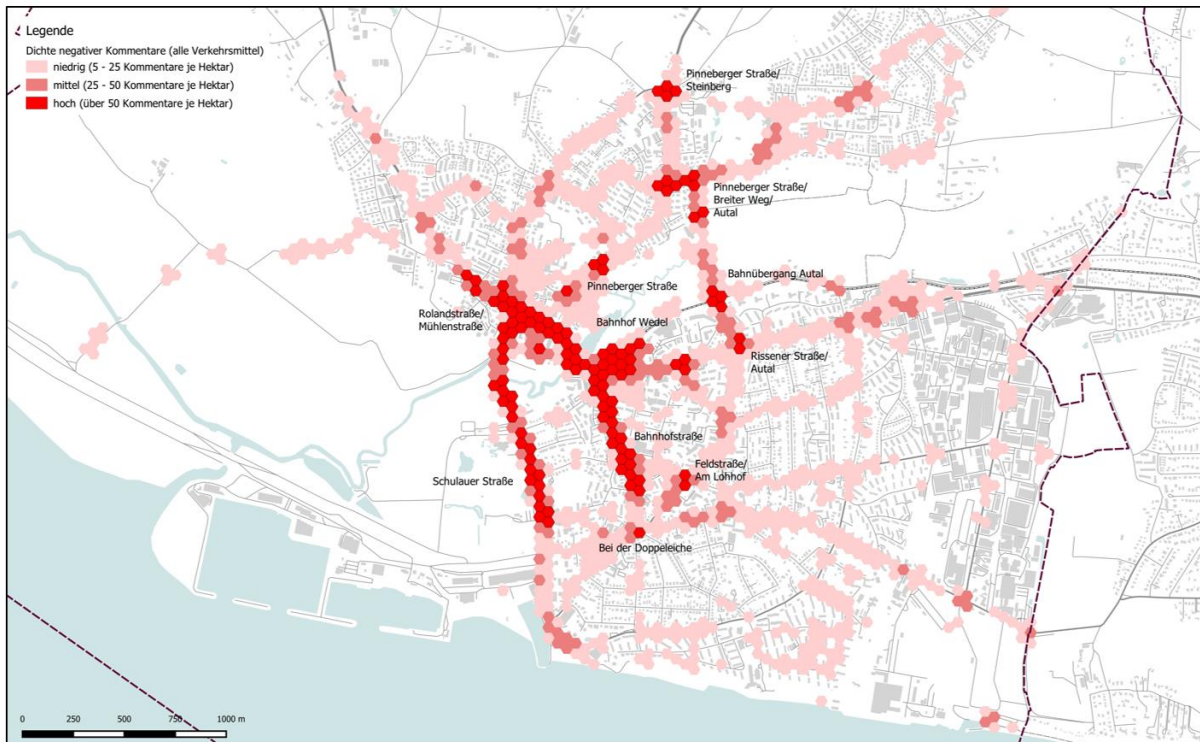 Legende
Dichte negativer Kommentare (alle Verkehrsmittel)
niedrig (5 - 25 Kommentare je Hektar)
mittel (25 - 50 Kommentare je Hektar)
hoch (über 50 Kommentare je Hektar)
Pinneberger Straße/
Steinberg
Pinneberger Straße/
Breiter Weg/
Autal
Bahnübergang Autal
Pinneberger Straße
Rolandstraße/
Mühlenstraße
Bahnhof Wedel
Rissener Straße/
Autal
Bahnhofstraße
Feldstraße/
Am Lohhof
Schulauer Straße
Bei der Doppeleiche
0 250 500 750 1000 m